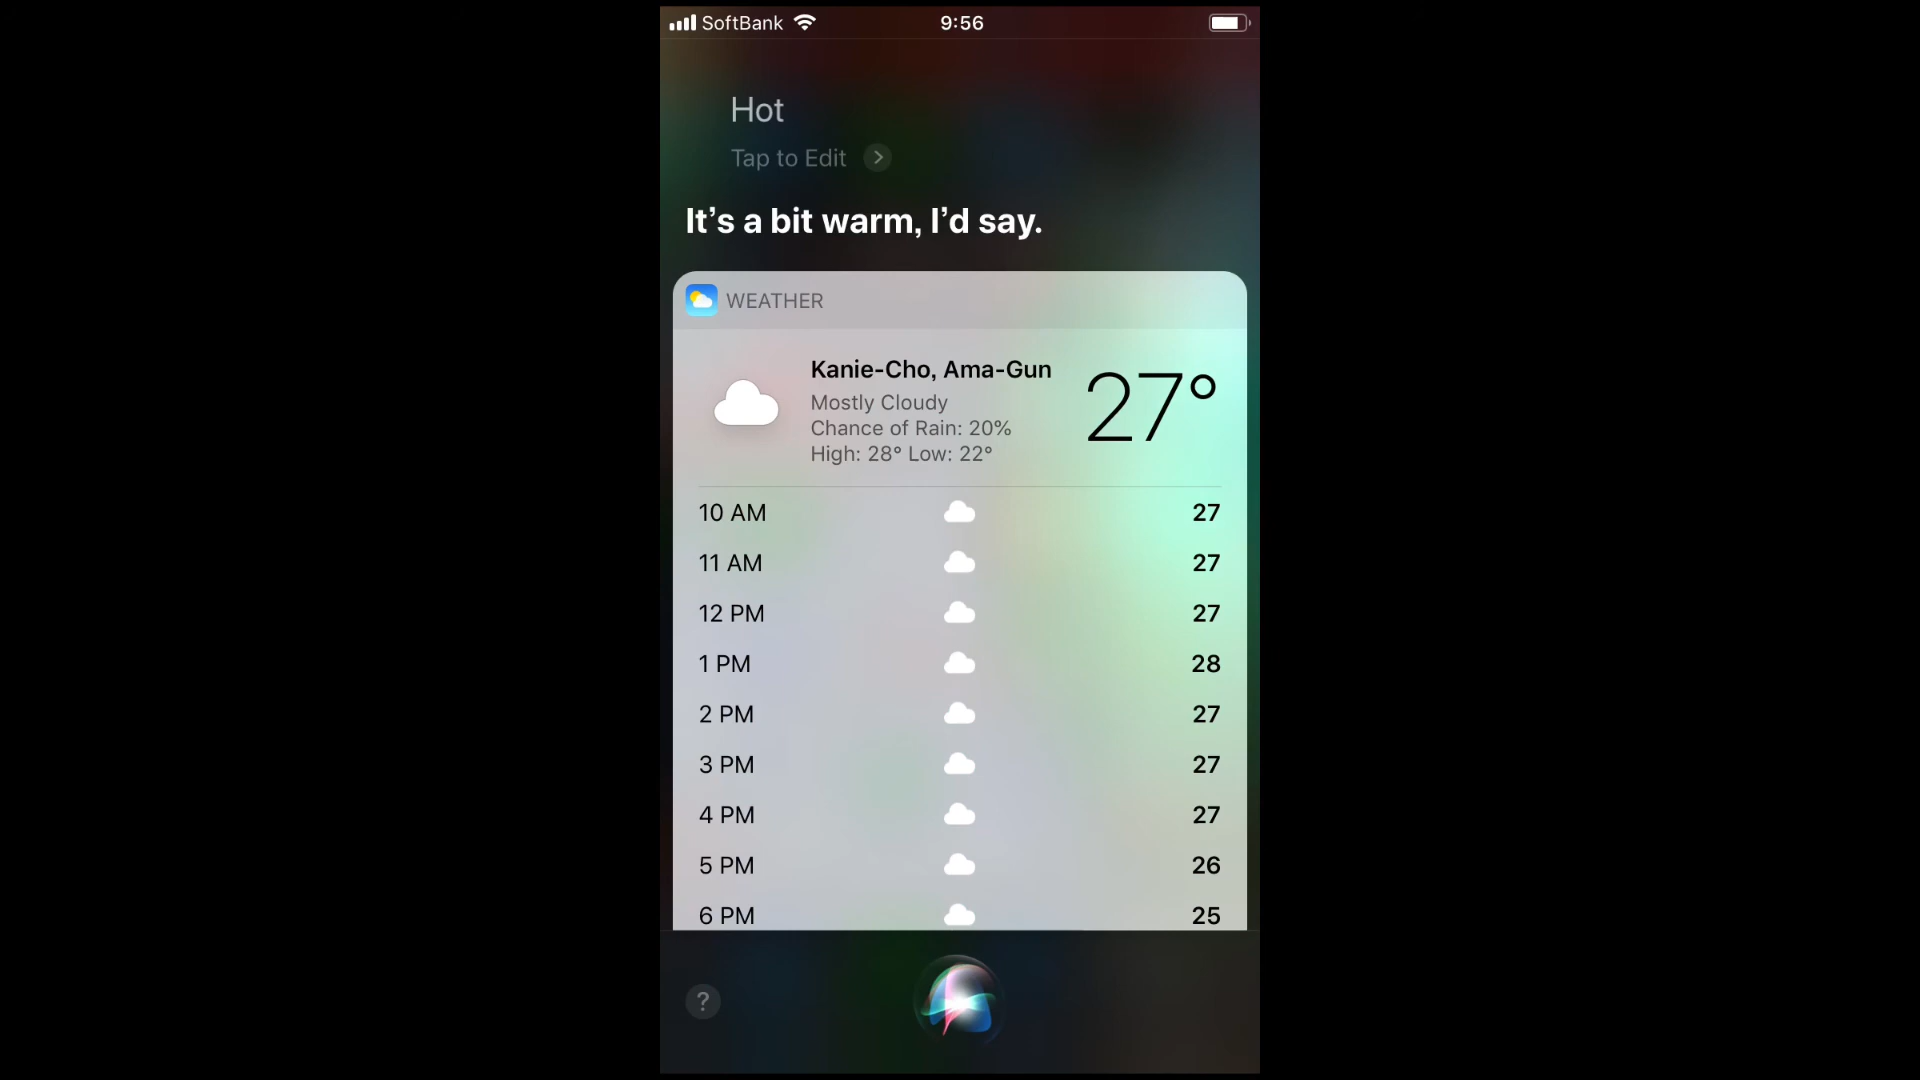 SoftBank 9:56
Hot
Tap to Edit
It’s a bit warm, I’d say.
WEATHER
Kanie-Cho, Ama-Gun
Mostly Cloudy
Chance of Rain: 20%
High: 28° Low: 22°
27°
10 AM 27
11 AM 27
12 PM 27
1 PM 28
2 PM 27
3 PM 27
4 PM 27
5 PM 26
6 PM 25
?